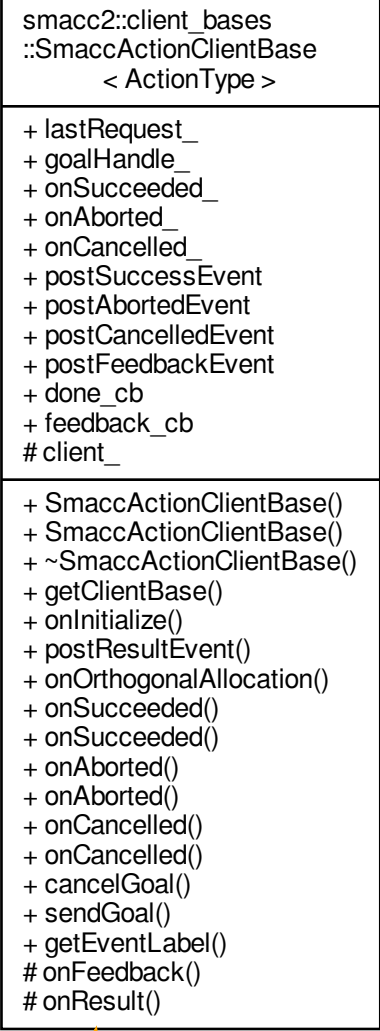 smacc2::client_bases
::SmaccActionClientBase
< ActionType >
+ lastRequest_
+ goalHandle_
+ onSucceeded_
+ onAborted_
+ onCancelled_
+ postSuccessEvent
+ postAbortedEvent
+ postCancelledEvent
+ postFeedbackEvent
+ done_cb
+ feedback_cb
# client_
+ SmaccActionClientBase()
+ SmaccActionClientBase()
+ ~SmaccActionClientBase()
+ getClientBase()
+ onInitialize()
+ postResultEvent()
+ onOrthogonalAllocation()
+ onSucceeded()
+ onSucceeded()
+ onAborted()
+ onAborted()
+ onCancelled()
+ onCancelled()
+ cancelGoal()
+ sendGoal()
+ getEventLabel()
# onFeedback()
# onResult()